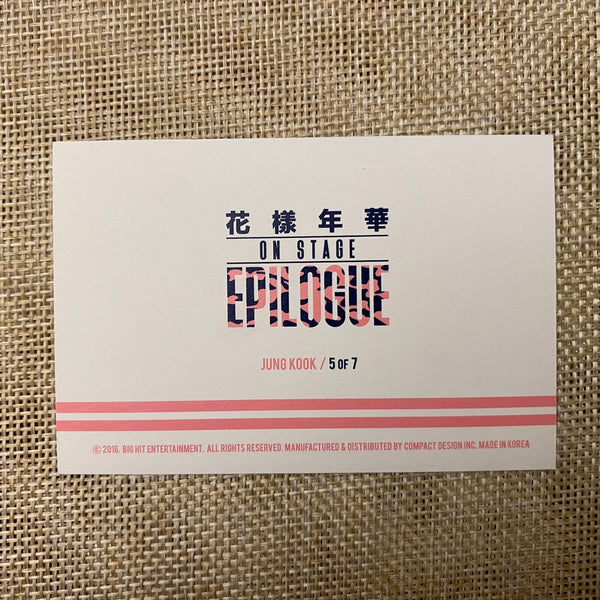 花樣年華
ON STAGE
EPILOGUE
JUNG KOOK / 5 OF 7
© 2016. BIG HIT ENTERTAINMENT. ALL RIGHTS RESERVED. MANUFACTURED & DISTRIBUTED BY COMPACT DESIGN INC. MADE IN KOREA